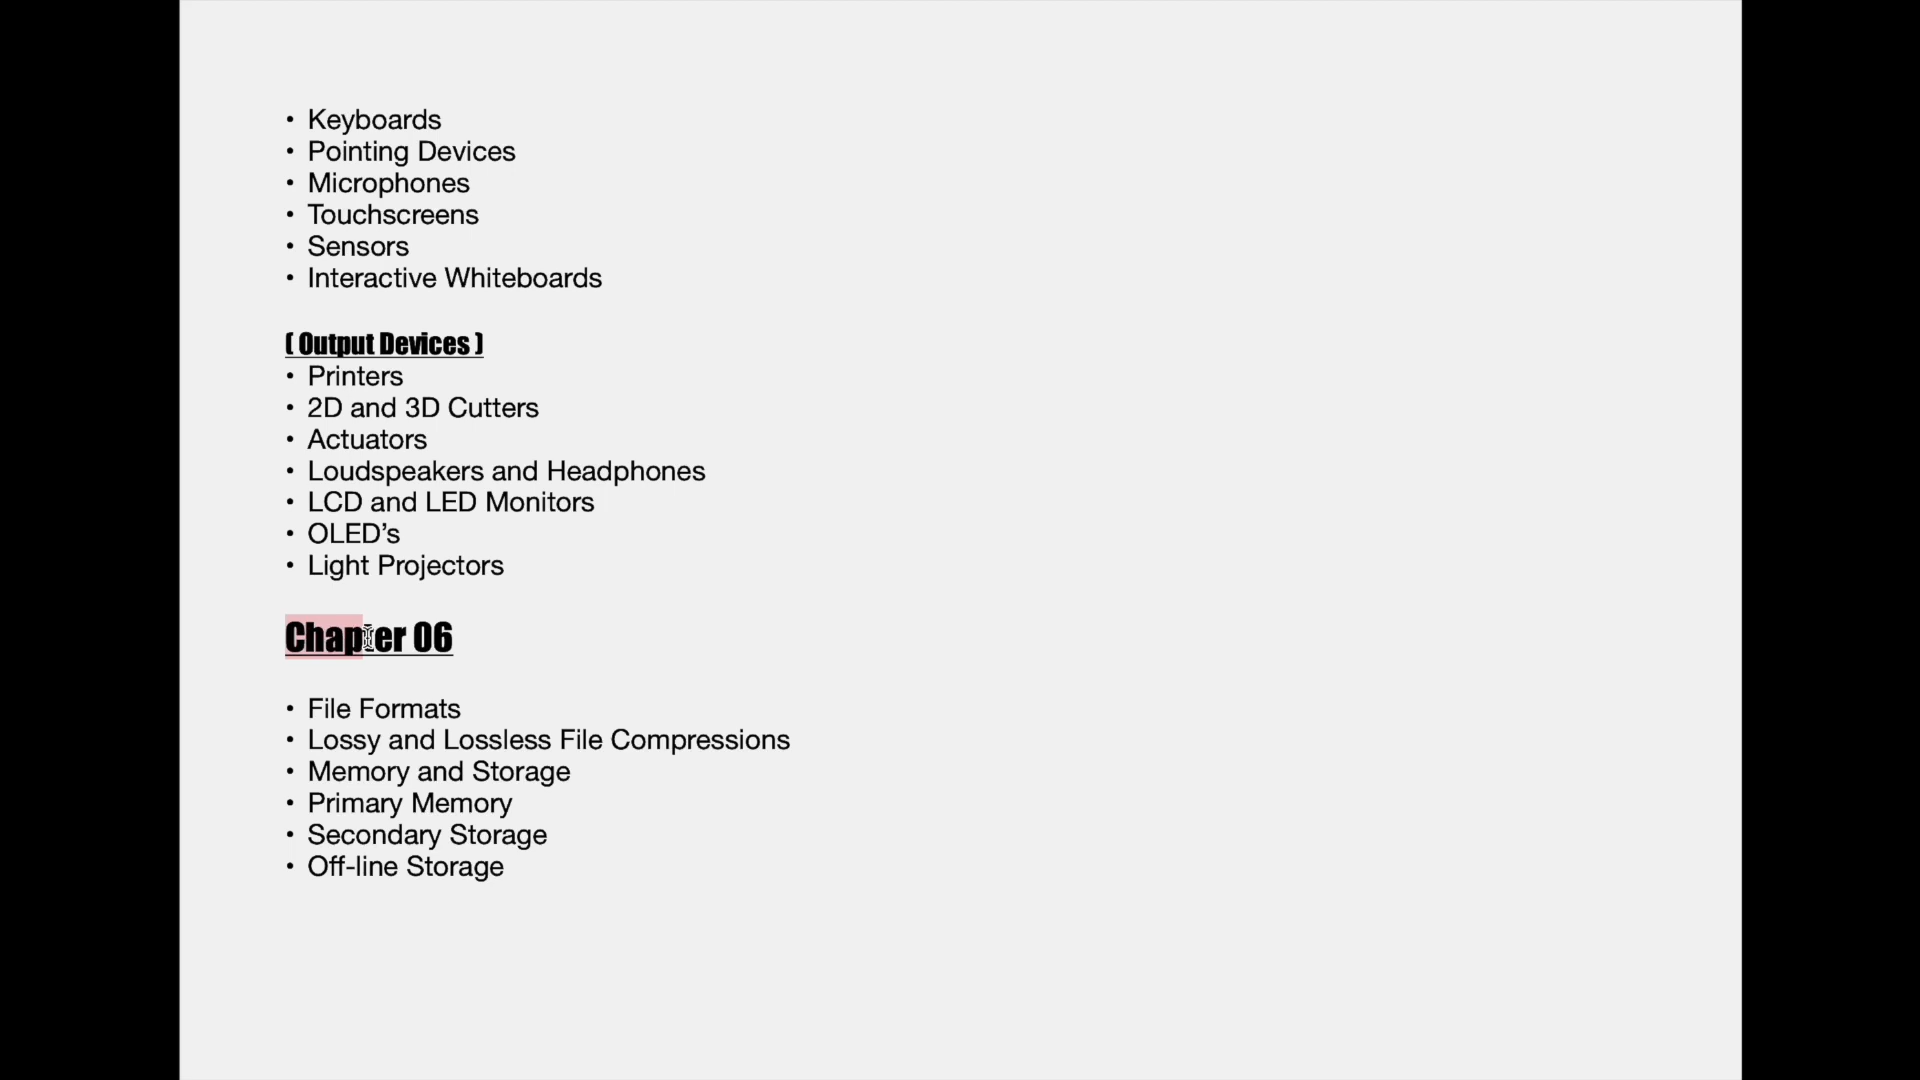 • Keyboards
• Pointing Devices
• Microphones
• Touchscreens
• Sensors
• Interactive Whiteboards
( Output Devices )
• Printers
• 2D and 3D Cutters
• Actuators
• Loudspeakers and Headphones
• LCD and LED Monitors
• OLED’s
• Light Projectors
Chapter 06
• File Formats
• Lossy and Lossless File Compressions
• Memory and Storage
• Primary Memory
• Secondary Storage
• Off-line Storage